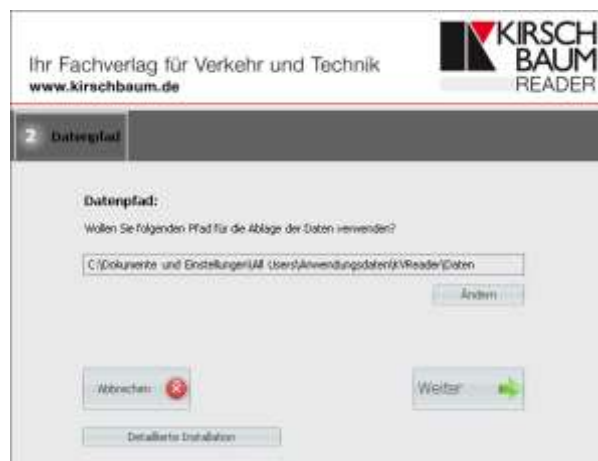 Ihr Fachverlag für Verkehr und Technik
www.kirschbaum.de
KIRSCH
BAUM
READER
2 Datenpfad
Datenpfad:
Wollen Sie folgenden Pfad für die Ablage der Daten verwenden?
C:\Dokumente und Einstellungen\All Users\Anwendungsdaten\KVReader\Daten
Ändern
Abbrechen
Weiter
Detaillierte Installation